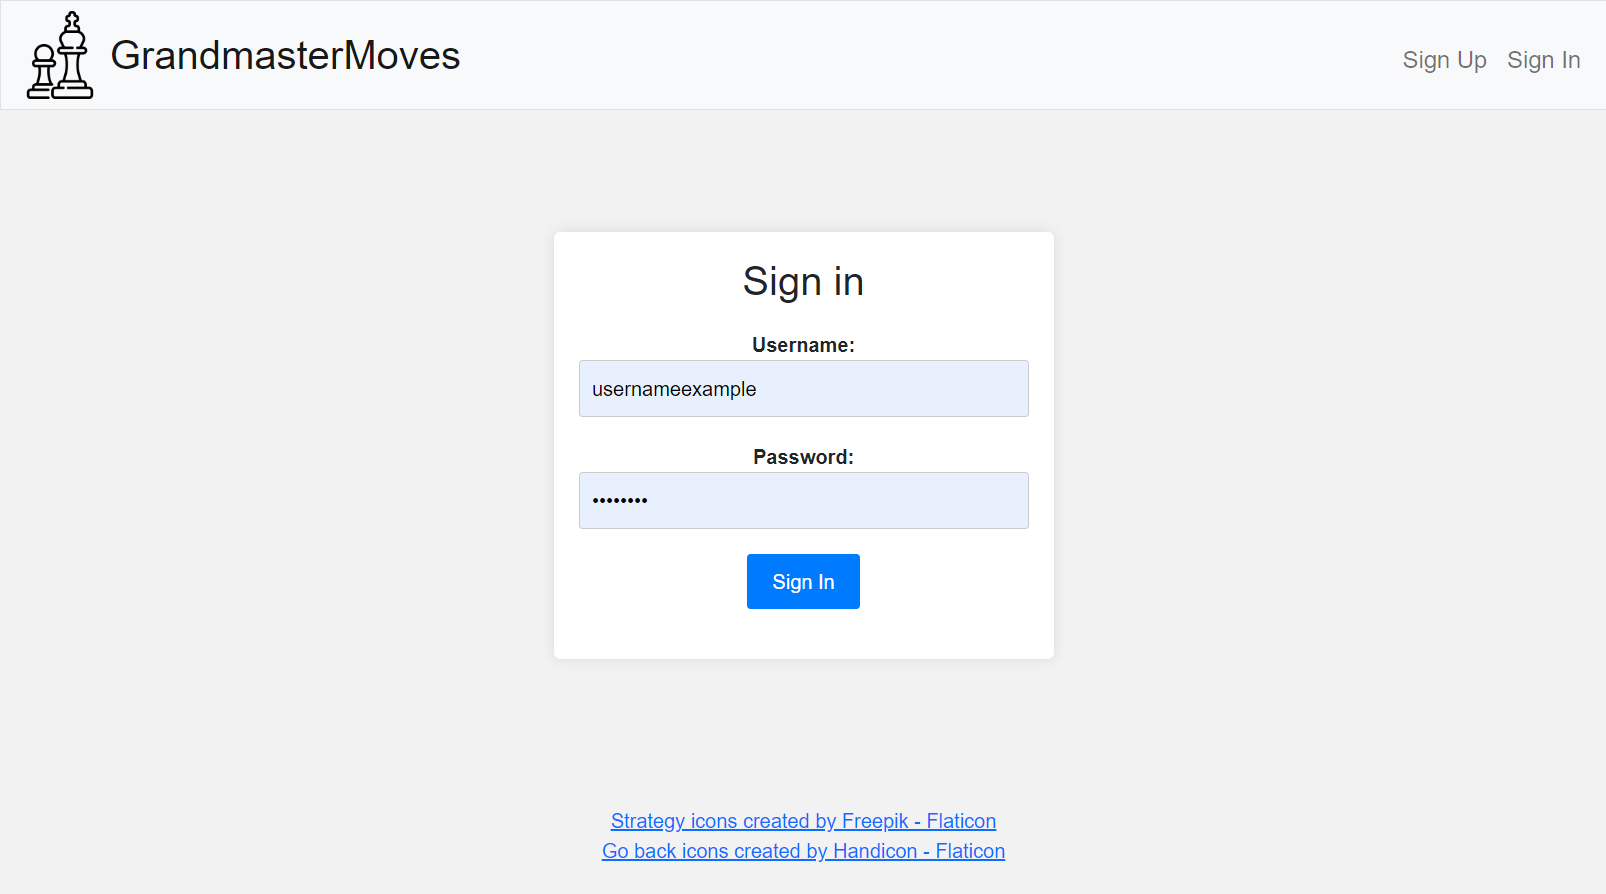 GrandmasterMoves
Sign Up Sign In
Sign in
Username:
usernameexample
Password:
••••••••
Sign In
Strategy icons created by Freepik - Flaticon
Go back icons created by Handicon - Flaticon